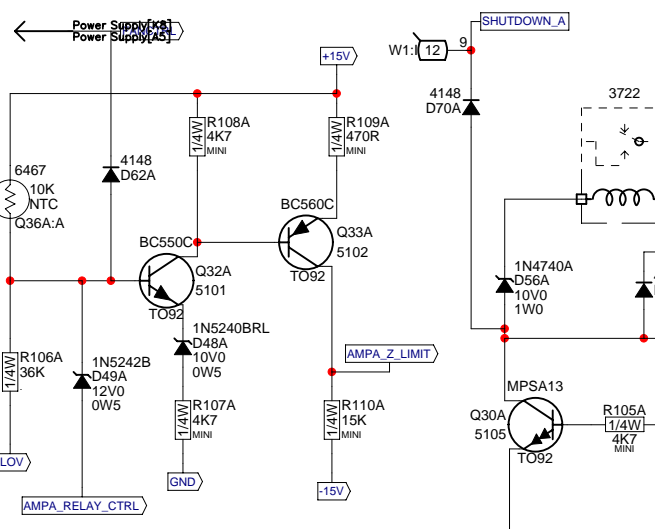 Power Supply[K8]
Power Supply[A5]
SHUTDOWN_A
W1:I
12
9
+15V
4148
D70A
3722
R108A
4K7
1/4W
MINI
R109A
470R
1/4W
MINI
6467
10K
NTC
Q36A:A
4148
D62A
BC560C
Q33A
5102
TO92
BC550C
Q32A
5101
TO92
1N4740A
D56A
10V0
1W0
1N5240BRL
D48A
10V0
0W5
AMPA_Z_LIMIT
R106A
36K
1/4W
1N5242B
D49A
12V0
0W5
R107A
4K7
1/4W
MINI
R110A
15K
1/4W
MINI
MPSA13
Q30A
5105
TO92
R105A
1/4W
4K7
MINI
LOV
GND
-15V
AMPA_RELAY_CTRL